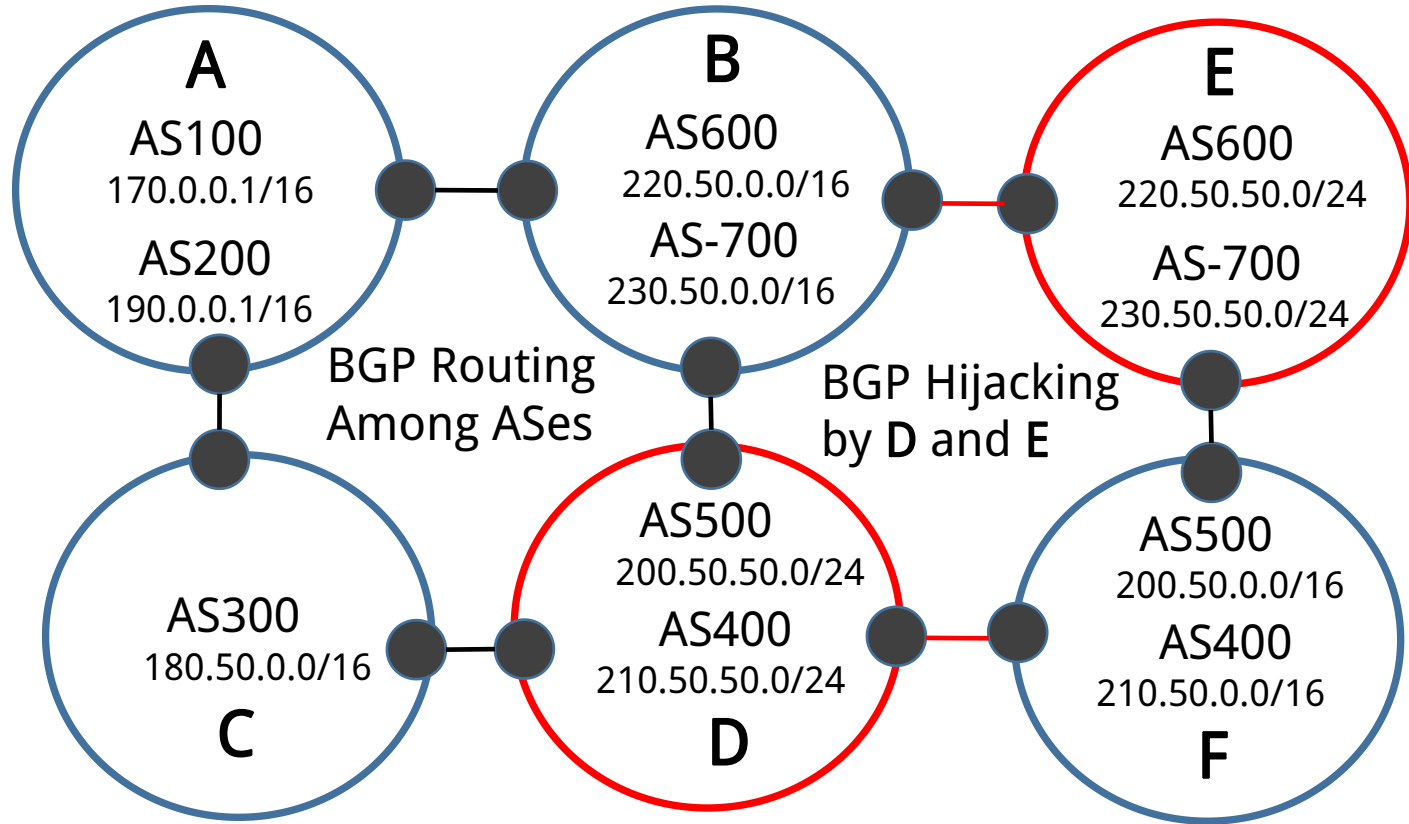 A
AS100
170.0.0.1/16
AS200
190.0.0.1/16
B
AS600
220.50.0.0/16
AS-700
230.50.0.0/16
E
AS600
220.50.50.0/24
AS-700
230.50.50.0/24
BGP Routing
Among ASes
BGP Hijacking
by D and E
AS300
180.50.0.0/16
C
AS500
200.50.50.0/24
AS400
210.50.50.0/24
D
AS500
200.50.0.0/16
AS400
210.50.0.0/16
F